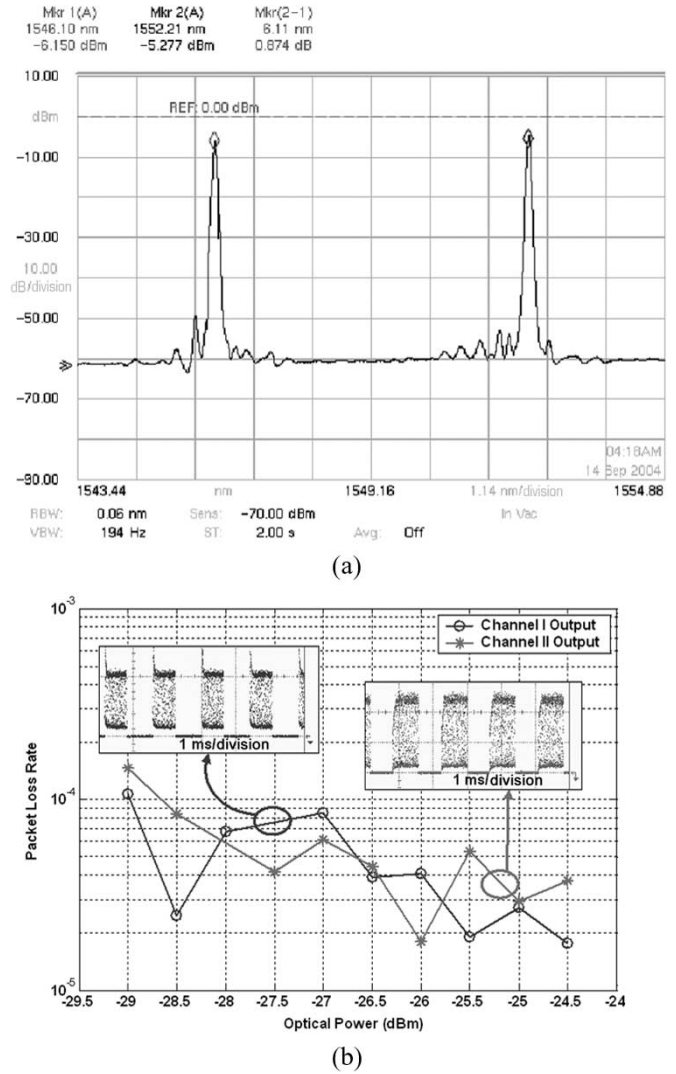 Mkr 1(A) Mkr 2(A) Mkr(2-1)
1546.10 nm 1552.21 nm 6.11 nm
-6.150 dBm -5.277 dBm 0.874 dB
10.00
dBm
REF: 0.00 dBm
-10.00
-30.00
10.00
dB/division
-50.00
-70.00
04:18AM
14 Sep 2004
-90.00
1543.44 nm 1549.16 1.14 nm/division 1554.88
RBW: 0.06 nm Sens: -70.00 dBm In Vac
VBW: 194 Hz ST: 2.00 s Avg: Off
(a)
10-3
Channel I Output
Channel II Output
1 ms/division
1 ms/division
Packet Loss Rate
10-4
10-5
-29.5 -29 -28.5 -28 -27.5 -27 -26.5 -26 -25.5 -25 -24.5 -24
Optical Power (dBm)
(b)